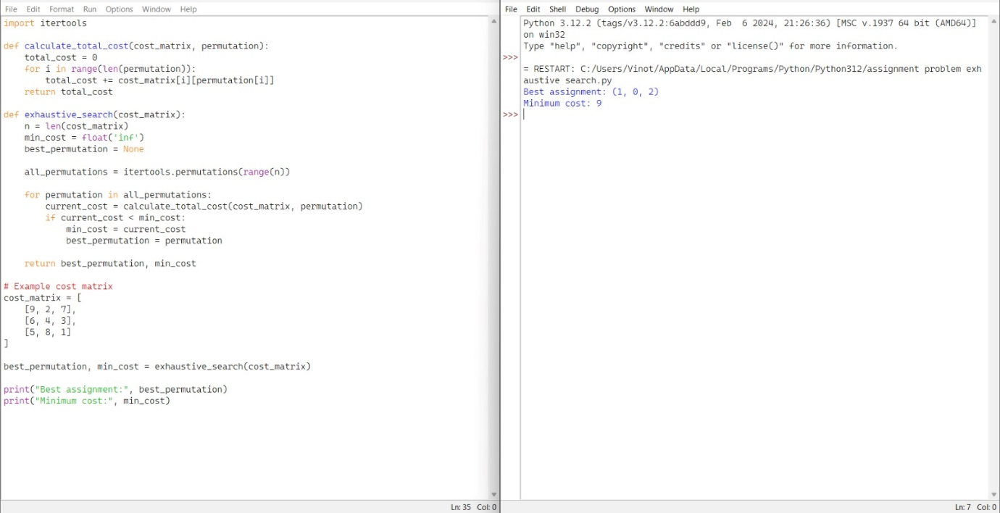 File Edit Format Run Options Window Help
import itertools

def calculate_total_cost(cost_matrix, permutation):
    total_cost = 0
    for i in range(len(permutation)):
        total_cost += cost_matrix[i][permutation[i]]
    return total_cost

def exhaustive_search(cost_matrix):
    n = len(cost_matrix)
    min_cost = float('inf')
    best_permutation = None

    all_permutations = itertools.permutations(range(n))

    for permutation in all_permutations:
        current_cost = calculate_total_cost(cost_matrix, permutation)
        if current_cost < min_cost:
            min_cost = current_cost
            best_permutation = permutation

    return best_permutation, min_cost

# Example cost matrix
cost_matrix = [
    [9, 2, 7],
    [6, 4, 3],
    [5, 8, 1]
]

best_permutation, min_cost = exhaustive_search(cost_matrix)

print("Best assignment:", best_permutation)
print("Minimum cost:", min_cost)
Ln: 35 Col: 0
File Edit Shell Debug Options Window Help
Python 3.12.2 (tags/v3.12.2:6abddd9, Feb  6 2024, 21:26:36) [MSC v.1937 64 bit (AMD64)]
on win32
Type "help", "copyright", "credits" or "license()" for more information.
>>>
= RESTART: C:/Users/Vinot/AppData/Local/Programs/Python/Python312/assignment problem exh
austive search.py
Best assignment: (1, 0, 2)
Minimum cost: 9
>>>
Ln: 7 Col: 0